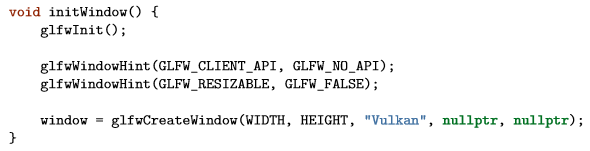 void initWindow() {
    glfwInit();

    glfwWindowHint(GLFW_CLIENT_API, GLFW_NO_API);
    glfwWindowHint(GLFW_RESIZABLE, GLFW_FALSE);

    window = glfwCreateWindow(WIDTH, HEIGHT, "Vulkan", nullptr, nullptr);
}